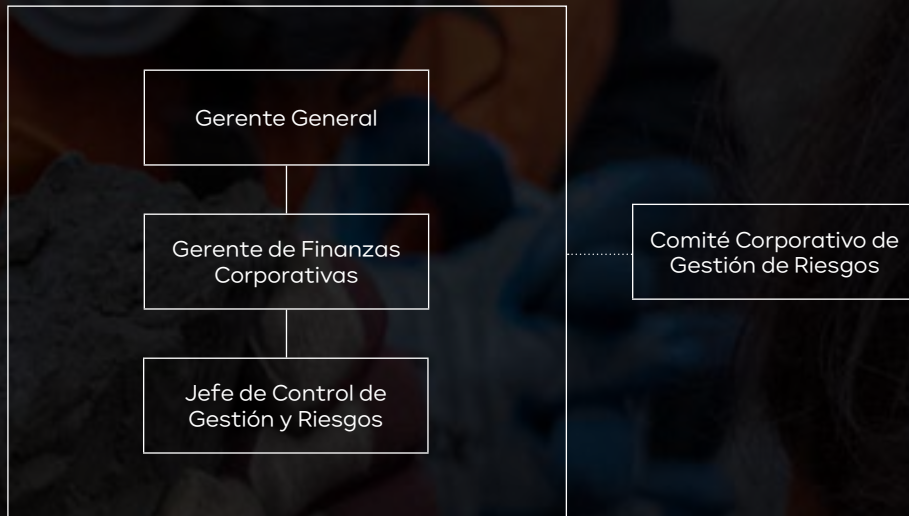 Gerente General
Gerente de Finanzas
Corporativas
Jefe de Control de
Gestión y Riesgos
Comité Corporativo de
Gestión de Riesgos